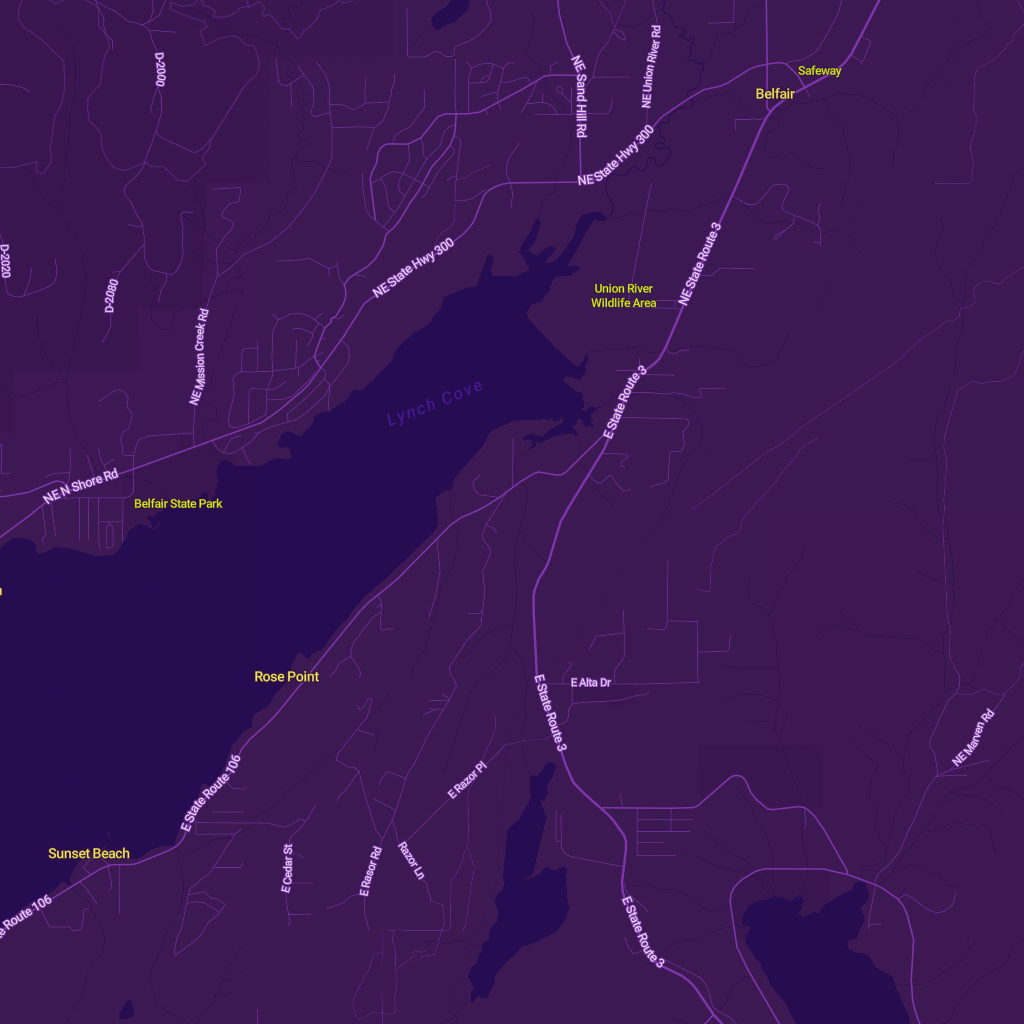 D-2000
NE Sand Hill Rd
NE Union River Rd
Safeway
Belfair
NE State Hwy 300
D-2020
D-2080
NE State Hwy 300
NE State Route 3
Union River
Wildlife Area
NE Mission Creek Rd
Lynch Cove
E State Route 3
NE N Shore Rd
Belfair State Park
Rose Point
E Alta Dr
E State Route 3
NE Marven Rd
E Razor Pl
E State Route 106
Sunset Beach
E Cedar St
E Rasor Rd
Razor Ln
Route 106
E State Route 3